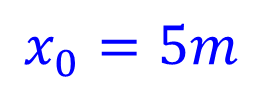 x₀ = 5m